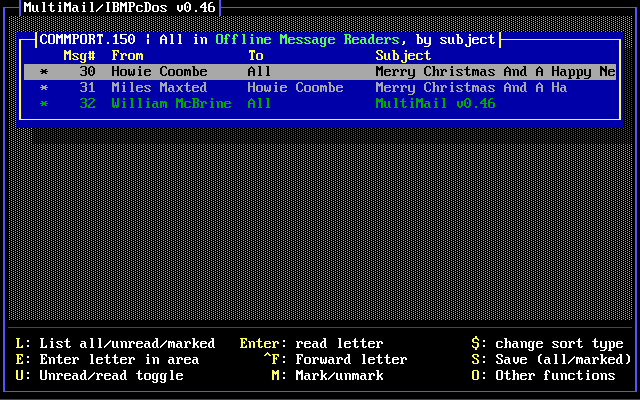 MultiMail/IBMPcDos v0.46
COMMPORT.150 ¦ All in Offline Message Readers, by subject
Msg# From To Subject
* 30 Howie Coombe All Merry Christmas And A Happy Ne
* 31 Miles Maxted Howie Coombe Merry Christmas And A Ha
* 32 William McBrine All MultiMail v0.46
L: List all/unread/marked Enter: read letter $: change sort type
E: Enter letter in area ^F: Forward letter S: Save (all/marked)
U: Unread/read toggle M: Mark/unmark O: Other functions